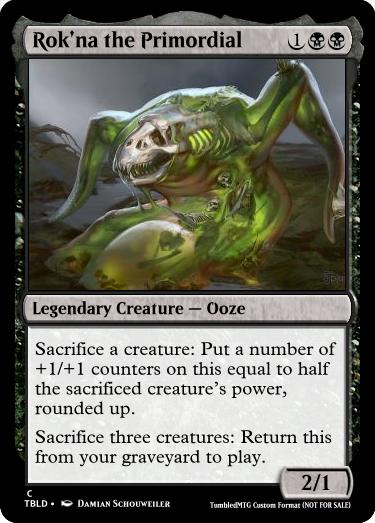 Rok'na the Primordial 1
Legendary Creature — Ooze
Sacrifice a creature: Put a number of
+1/+1 counters on this equal to half
the sacrificed creature's power,
rounded up.
Sacrifice three creatures: Return this
from your graveyard to play.
2/1
C
TBLD • DAMIAN SCHOUWEILER
TumbledMTG Custom Format (NOT FOR SALE)